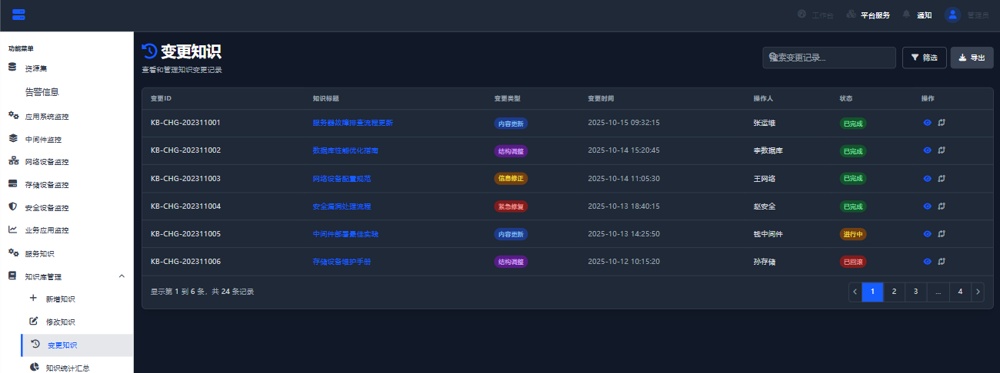 工作台 平台服务 通知 管理员
功能菜单
资源集
告警信息
应用系统监控
中间件监控
网络设备监控
存储设备监控
安全设备监控
业务应用监控
服务知识
知识库管理
新增知识
修改知识
变更知识
知识统计汇总
变更知识
查看和管理知识变更记录
搜索变更记录...
筛选
导出
变更ID 知识标题 变更类型 变更时间 操作人 状态 操作
KB-CHG-202311001 服务器故障排查流程更新 内容更新 2025-10-15 09:32:15 张运维 已完成
KB-CHG-202311002 数据库性能优化指南 结构调整 2025-10-14 15:20:45 李数据库 已完成
KB-CHG-202311003 网络设备配置规范 信息修正 2025-10-14 11:05:30 王网络 已完成
KB-CHG-202311004 安全漏洞处理流程 紧急修复 2025-10-13 18:40:15 赵安全 已完成
KB-CHG-202311005 中间件部署最佳实践 内容更新 2025-10-13 14:25:50 钱中间件 进行中
KB-CHG-202311006 存储设备维护手册 结构调整 2025-10-12 10:15:20 孙存储 已回滚
显示第 1 到 6 条，共 24 条记录
1 2 3 ... 4